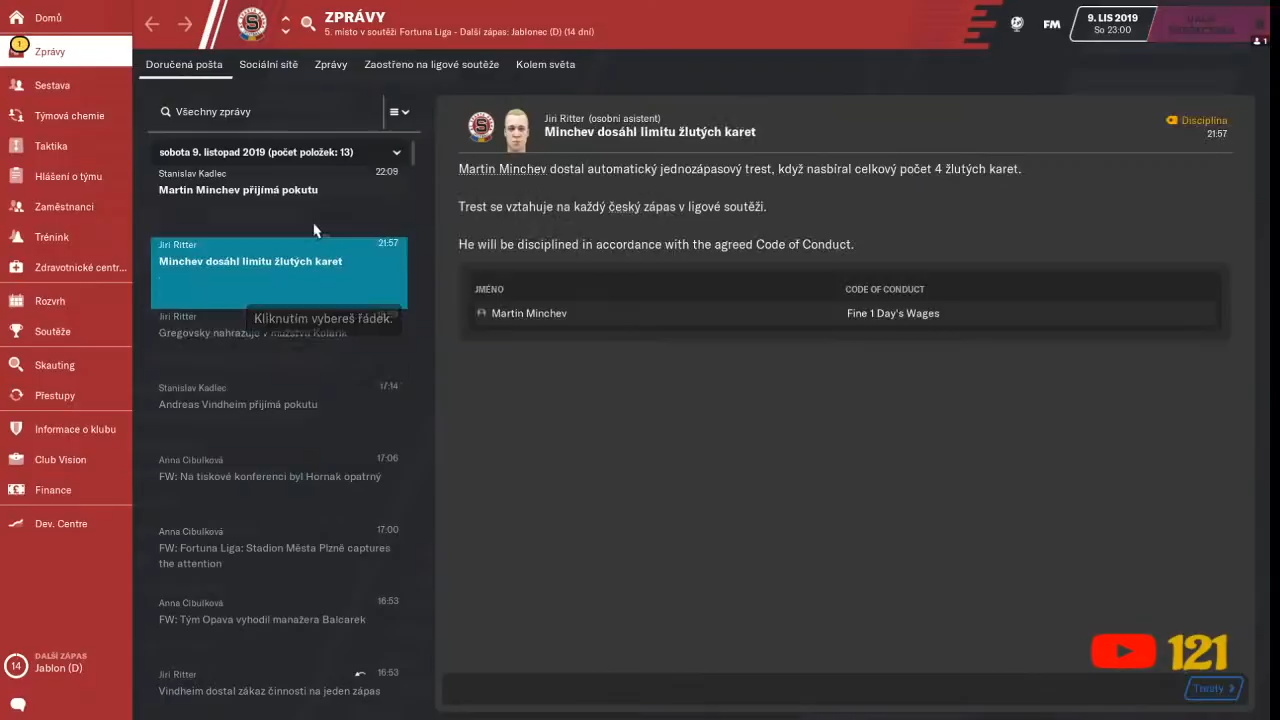 Domů
Zprávy
Sestava
Týmová chemie
Taktika
Hlášení o týmu
Zaměstnanci
Trénink
Zdravotnické centr...
Rozvrh
Soutěže
Skauting
Přestupy
Informace o klubu
Club Vision
Finance
Dev. Centre
14
DALŠÍ ZÁPAS
Jablon (D)
ZPRÁVY
5. místo v soutěži Fortuna Liga - Další zápas: Jablonec (D) (14 dní)
FM
9. LIS 2019
So 23:00
1
Doručená pošta
Sociální sítě
Zprávy
Zaostřeno na ligové soutěže
Kolem světa
Všechny zprávy
sobota 9. listopad 2019 (počet položek: 13)
Stanislav Kadlec 22:09
Martin Minchev přijímá pokutu
Jiri Ritter 21:57
Minchev dosáhl limitu žlutých karet
Kliknutím vybereš řádek.
Jiri Ritter
Gregovsky nahrazuje v mužstva Kolarik
Stanislav Kadlec 17:14
Andreas Vindheim přijímá pokutu
Anna Cibulková 17:06
FW: Na tiskové konferenci byl Hornak opatrný
Anna Cibulková 17:00
FW: Fortuna Liga: Stadion Města Plzně captures
the attention
Anna Cibulková 16:53
FW: Tým Opava vyhodil manažera Balcarek
Jiri Ritter 16:53
Vindheim dostal zákaz činnosti na jeden zápas
Jiri Ritter (osobní asistent)
Minchev dosáhl limitu žlutých karet
Disciplína
21:57
Martin Minchev dostal automatický jednozápasový trest, když nasbíral celkový počet 4 žlutých karet.
Trest se vztahuje na každý český zápas v ligové soutěži.
He will be disciplined in accordance with the agreed Code of Conduct.
JMÉNO CODE OF CONDUCT
Martin Minchev Fine 1 Day's Wages
121
Tresty